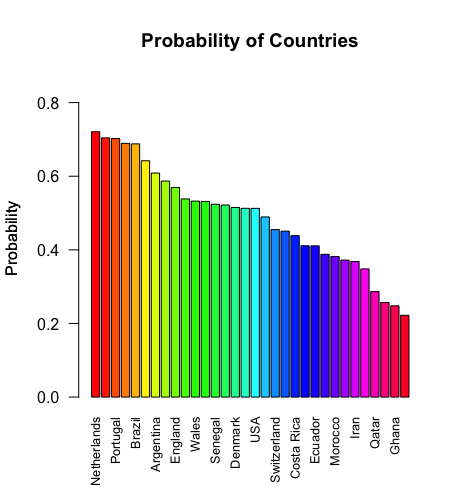 Probability of Countries
Probability
0.8
0.6
0.4
0.2
0.0
Netherlands
Portugal
Brazil
Argentina
England
Wales
Senegal
Denmark
USA
Switzerland
Costa Rica
Ecuador
Morocco
Iran
Qatar
Ghana